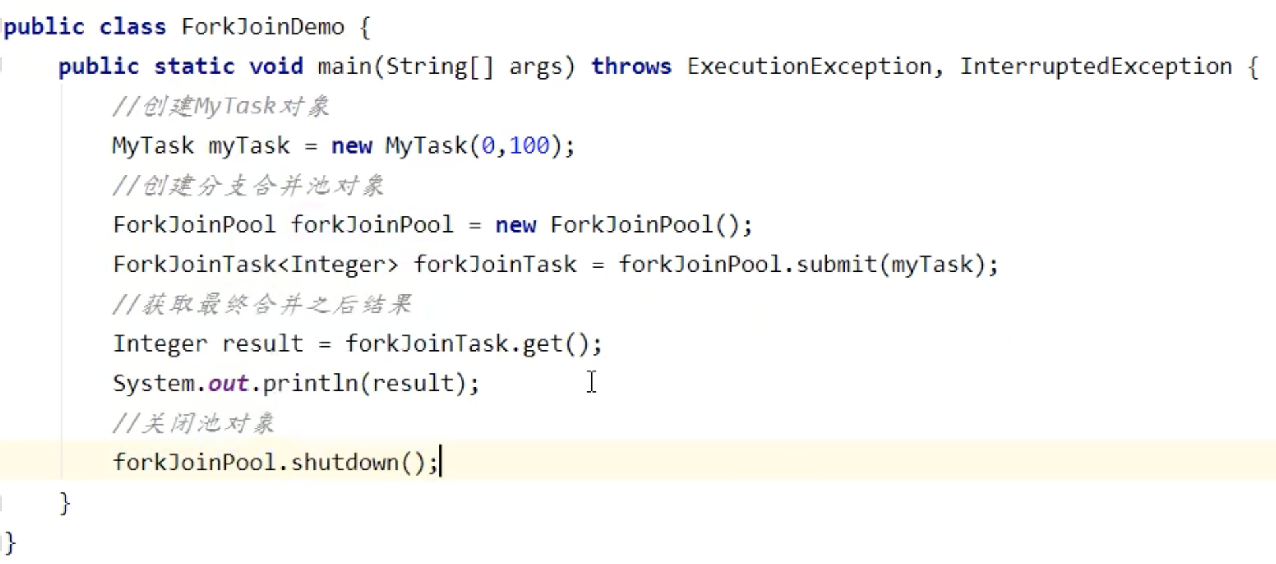 public class ForkJoinDemo {
public static void main(String[] args) throws ExecutionException, InterruptedException {
//创建MyTask对象
MyTask myTask = new MyTask(0,100);
//创建分支合并池对象
ForkJoinPool forkJoinPool = new ForkJoinPool();
ForkJoinTask<Integer> forkJoinTask = forkJoinPool.submit(myTask);
//获取最终合并之后结果
Integer result = forkJoinTask.get();
System.out.println(result);
//关闭池对象
forkJoinPool.shutdown();
}
}